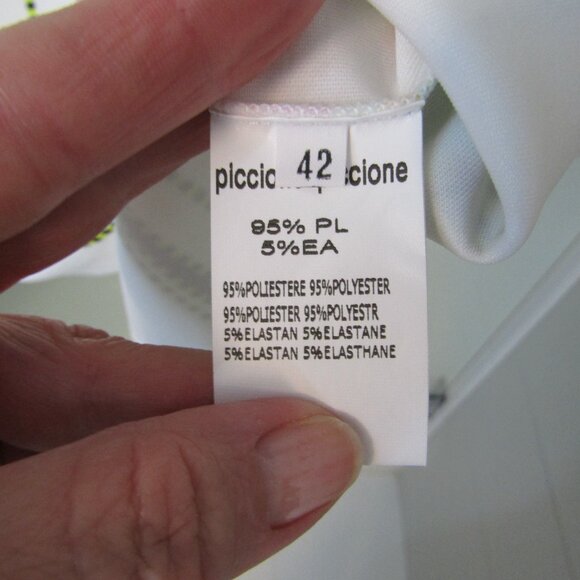 42
piccio cione
95% PL
5%EA
95%POLIESTERE 95%POLYESTER
95%POLIESTER 95%POLYESTR
5%ELASTAN 5%ELASTANE
5%ELASTAN 5%ELASTHANE